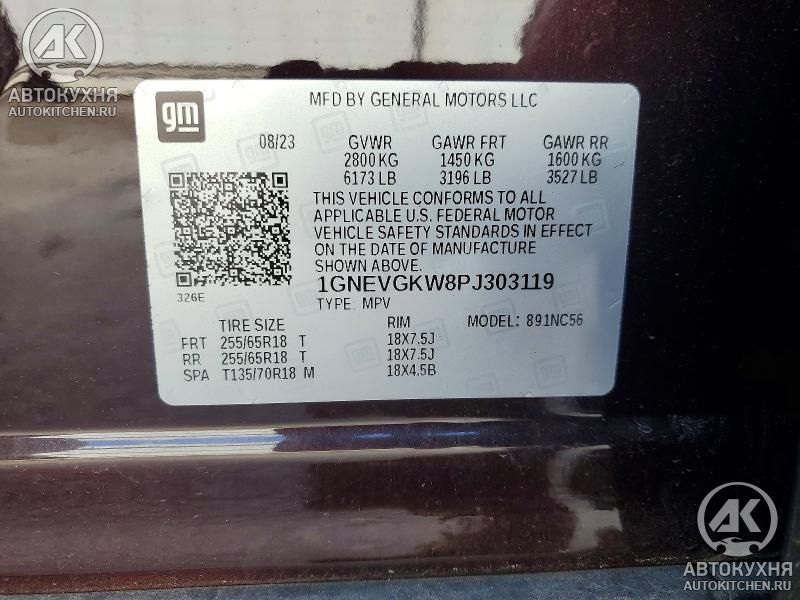 АК
АВТОКУХНЯ
AUTOKITCHEN.RU
gm
MFD BY GENERAL MOTORS LLC
08/23 GVWR GAWR FRT GAWR RR
2800 KG 1450 KG 1600 KG
6173 LB 3196 LB 3527 LB
THIS VEHICLE CONFORMS TO ALL
APPLICABLE U.S. FEDERAL MOTOR
VEHICLE SAFETY STANDARDS IN EFFECT
ON THE DATE OF MANUFACTURE
SHOWN ABOVE.
326E
1GNEVGKW8PJ303119
TYPE: MPV
TIRE SIZE RIM MODEL: 891NC56
FRT 255/65R18 T 18X7.5J
RR 255/65R18 T 18X7.5J
SPA T135/70R18 M 18X4.5B
АК
АВТОКУХНЯ
AUTOKITCHEN.RU